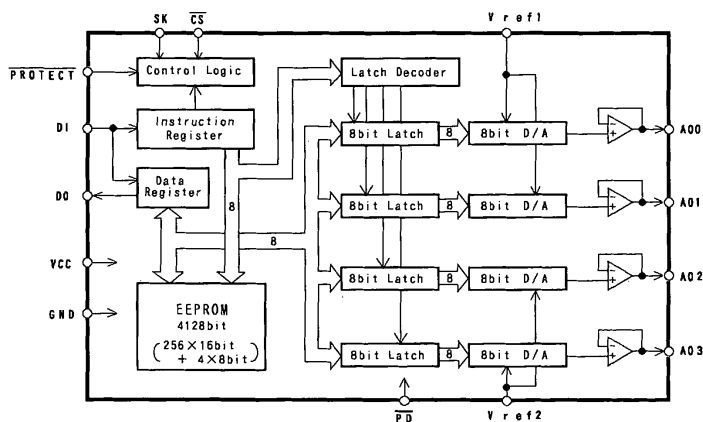 SK
CS
V ref1
PROTECT
Control Logic
Latch Decoder
DI
Instruction
Register
8bit Latch
8
8bit D/A
-
+
AO0
DO
Data
Register
8
8bit Latch
8
8bit D/A
-
+
AO1
8
VCC
8bit Latch
8
8bit D/A
-
+
AO2
GND
EEPROM
4128bit
(256×16bit
+ 4×8bit)
8bit Latch
8
8bit D/A
-
+
AO3
PD
V ref2